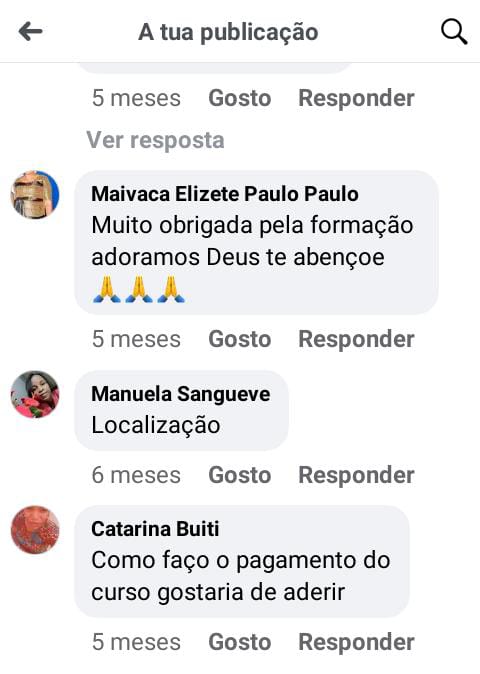 A tua publicação
5 meses Gosto Responder
Ver resposta
Maivaca Elizete Paulo Paulo
Muito obrigada pela formação
adoramos Deus te abençoe
🙏🙏🙏
5 meses Gosto Responder
Manuela Sangueve
Localização
6 meses Gosto Responder
Catarina Buiti
Como faço o pagamento do
curso gostaria de aderir
5 meses Gosto Responder